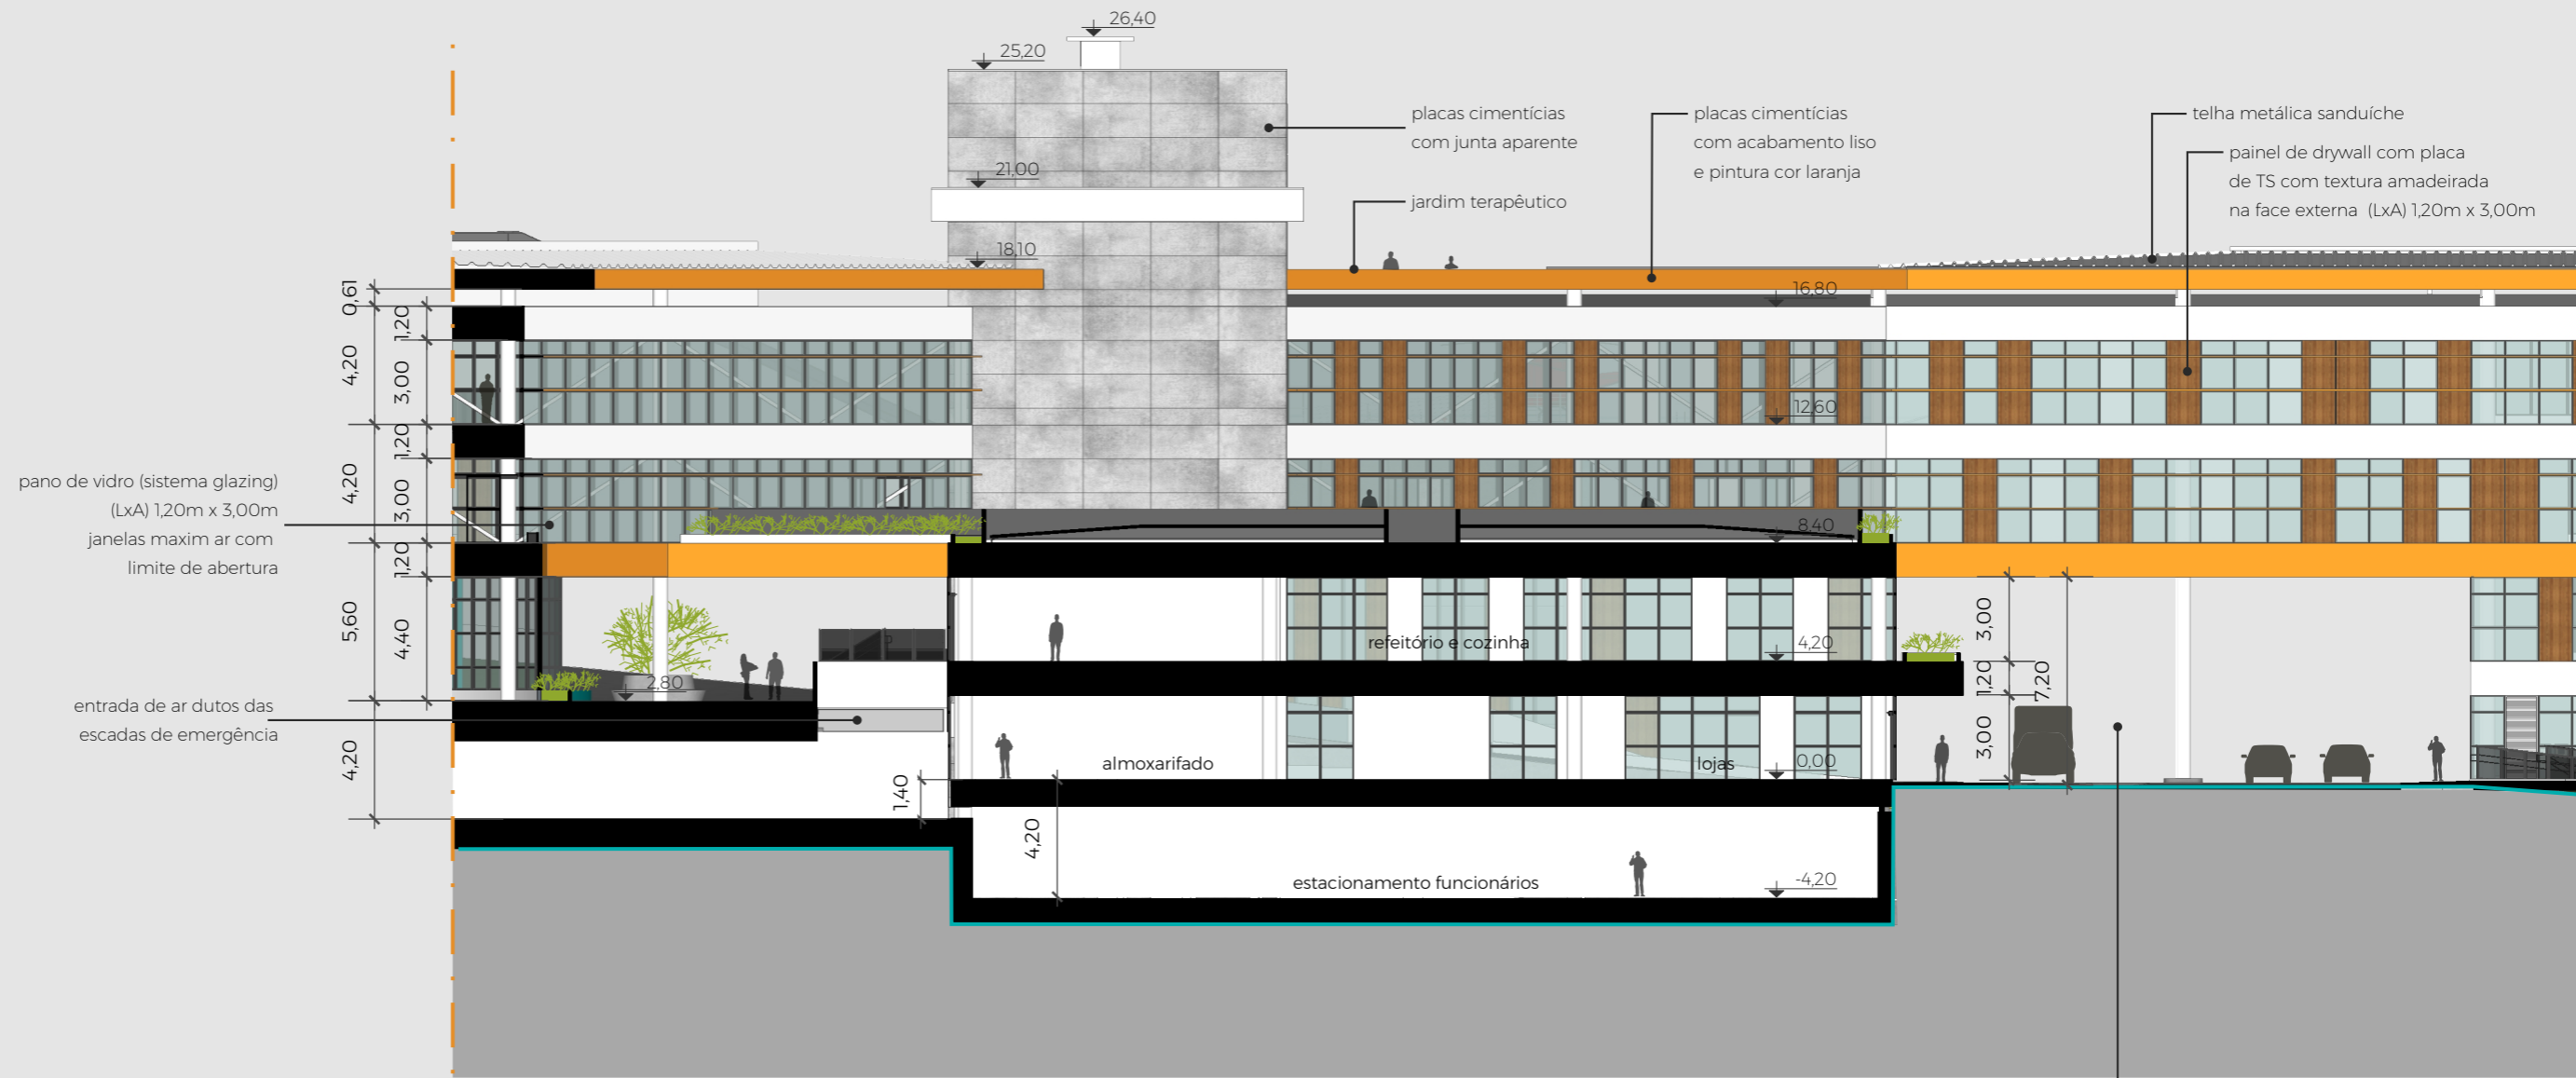 26,40
25,20
placas cimentícias
com junta aparente
placas cimentícias
com acabamento liso
e pintura cor laranja
telha metálica sanduíche
painel de drywall com placa
de TS com textura amadeirada
na face externa (LxA) 1,20m x 3,00m
21,00
jardim terapêutico
18,10
0,61
16,80
1,20
4,20
3,00
12,60
1,20
4,20
3,00
pano de vidro (sistema glazing)
(LxA) 1,20m x 3,00m
janelas maxim ar com
limite de abertura
8,40
1,20
5,60
4,40
3,00
refeitório e cozinha
4,20
1,20
7,20
2,80
entrada de ar dutos das
escadas de emergência
4,20
3,00
almoxarifado
lojas
0,00
1,40
4,20
estacionamento funcionários
-4,20